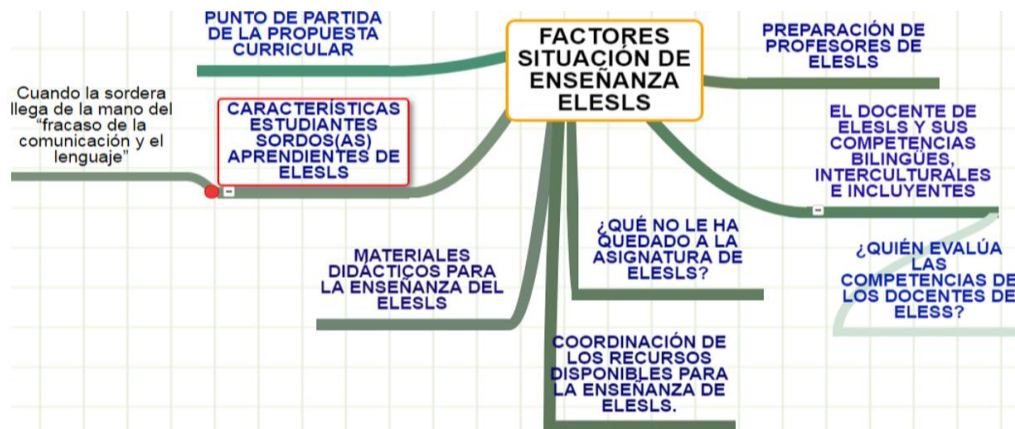 PUNTO DE PARTIDA
DE LA PROPUESTA
CURRICULAR
FACTORES
SITUACIÓN DE
ENSEÑANZA
ELESLS
PREPARACIÓN DE
PROFESORES DE
ELESLS
Cuando la sordera
llega de la mano del
“fracaso de la
comunicación y el
lenguaje”
CARACTERÍSTICAS
ESTUDIANTES
SORDOS(AS)
APRENDIENTES DE
ELESLS
EL DOCENTE DE
ELESLS Y SUS
COMPETENCIAS
BILINGÜES,
INTERCULTURALES
E INCLUYENTES
¿QUÉ NO LE HA
QUEDADO A LA
ASIGNATURA DE
ELESLS?
¿QUIÉN EVALÚA
LAS
COMPETENCIAS DE
LOS DOCENTES DE
ELESS?
MATERIALES
DIDÁCTICOS PARA
LA ENSEÑANZA DEL
ELESLS
COORDINACIÓN DE
LOS RECURSOS
DISPONIBLES PARA
LA ENSEÑANZA DE
ELESLS.